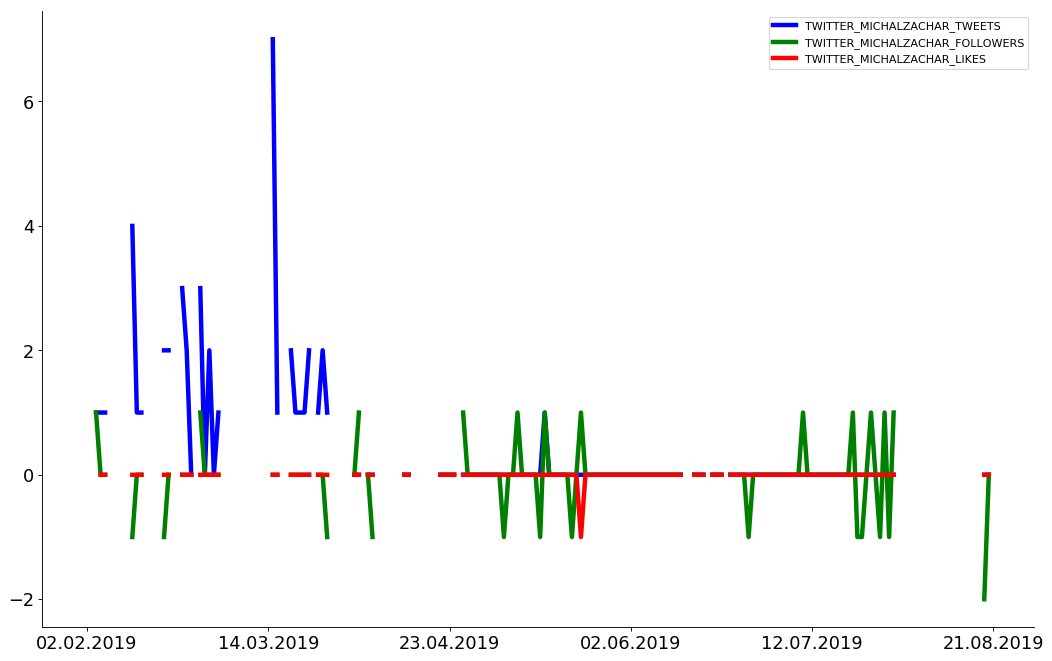 TWITTER_MICHALZACHAR_TWEETS
TWITTER_MICHALZACHAR_FOLLOWERS
TWITTER_MICHALZACHAR_LIKES
6
4
2
0
−2
02.02.2019 14.03.2019 23.04.2019 02.06.2019 12.07.2019 21.08.2019